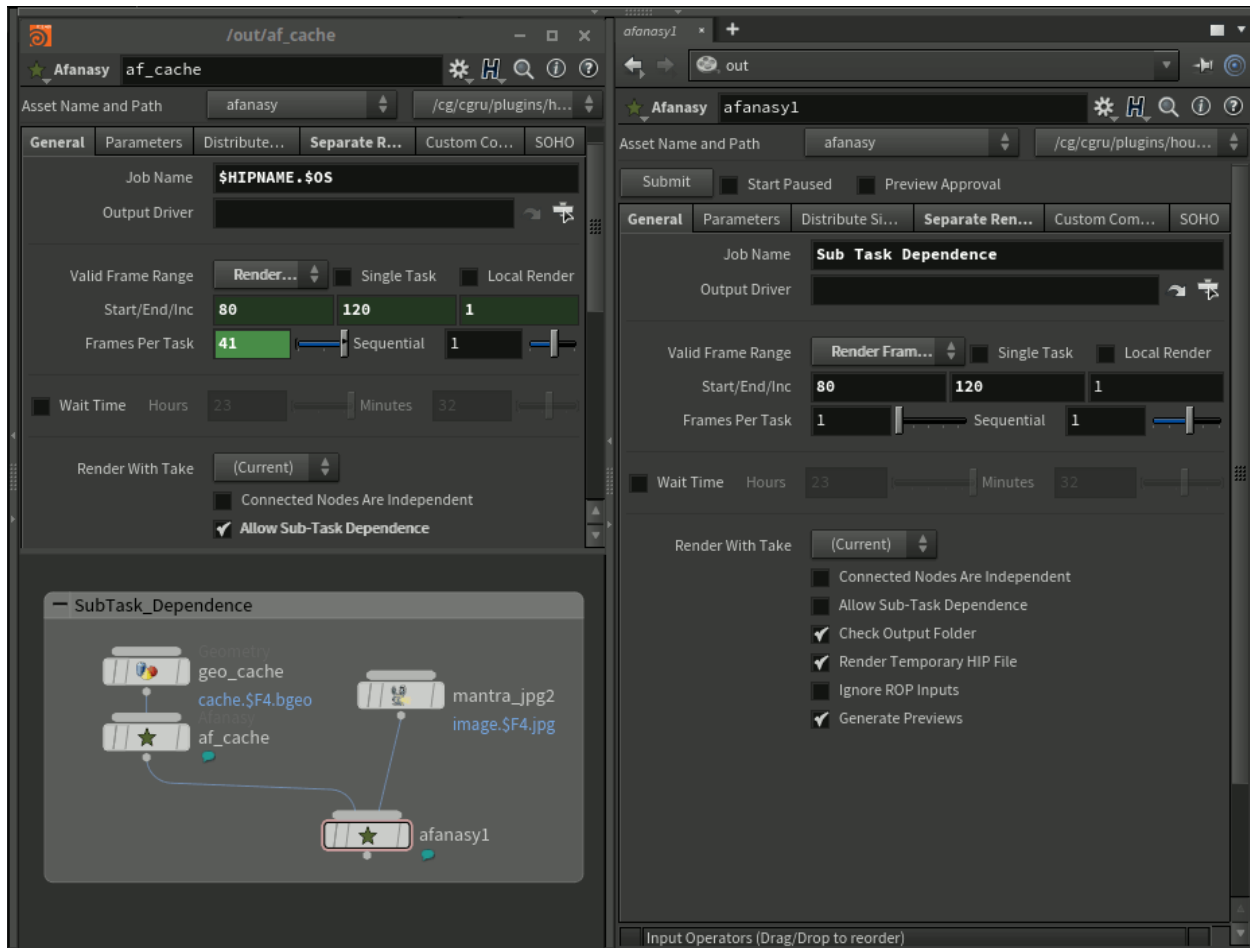 /out/af_cache
Afanasy af_cache
Asset Name and Path afanasy /cg/cgru/plugins/h...
General Parameters Distribute... Separate R... Custom Co... SOHO
Job Name $HIPNAME.$OS
Output Driver
Valid Frame Range Render... Single Task Local Render
Start/End/Inc 80 120 1
Frames Per Task 41 Sequential 1
Wait Time Hours 23 Minutes 32
Render With Take (Current)
Connected Nodes Are Independent
Allow Sub-Task Dependence
SubTask_Dependence
Geometry
geo_cache
cache.$F4.bgeo
Afanasy
af_cache
mantra_jpg2
image.$F4.jpg
afanasy1
afanasy1 × +
out
Afanasy afanasy1
Asset Name and Path afanasy /cg/cgru/plugins/hou...
Submit Start Paused Preview Approval
General Parameters Distribute Si... Separate Ren... Custom Com... SOHO
Job Name Sub Task Dependence
Output Driver
Valid Frame Range Render Fram... Single Task Local Render
Start/End/Inc 80 120 1
Frames Per Task 1 Sequential 1
Wait Time Hours 23 Minutes 32
Render With Take (Current)
Connected Nodes Are Independent
Allow Sub-Task Dependence
Check Output Folder
Render Temporary HIP File
Ignore ROP Inputs
Generate Previews
Input Operators (Drag/Drop to reorder)